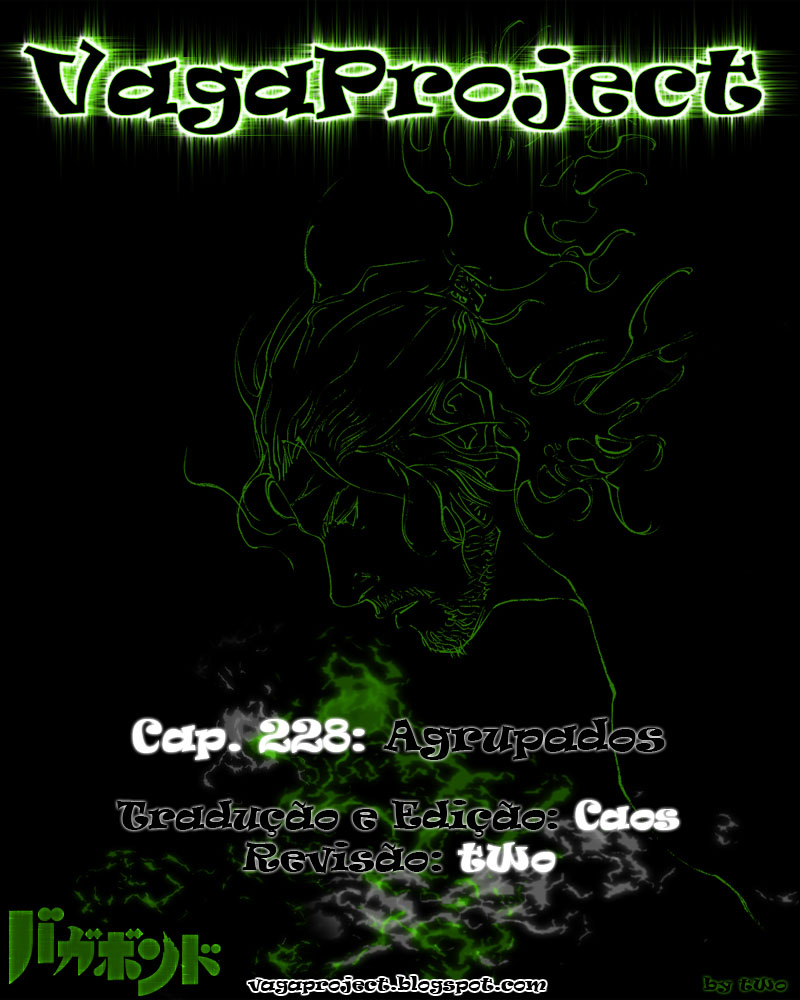 VagaProject
Cap. 228: Agrupados
Tradução e Edição: Caos
Revisão: tWo
バガボンド
vagaproject.blogspot.com
by tWo